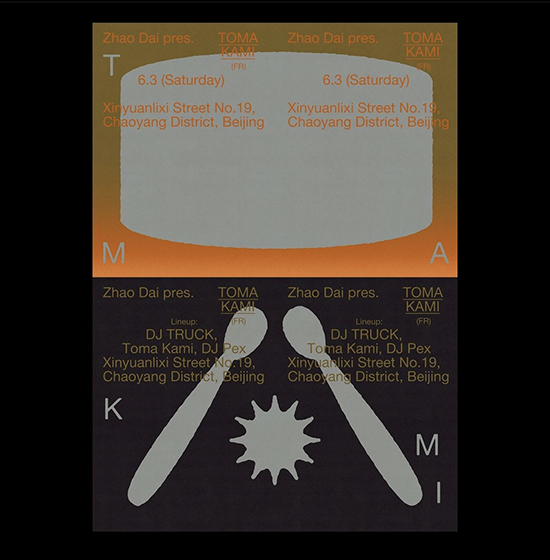 Zhao Dai pres.
TOMA
KAMI
(FR)
6.3 (Saturday)
Xinyuanlixi Street No.19,
Chaoyang District, Beijing
Zhao Dai pres.
TOMA
KAMI
(FR)
6.3 (Saturday)
Xinyuanlixi Street No.19,
Chaoyang District, Beijing
T
M
A
Zhao Dai pres.
TOMA
KAMI
(FR)
Lineup:
DJ TRUCK,
Toma Kami, DJ Pex
Xinyuanlixi Street No.19,
Chaoyang District, Beijing
Zhao Dai pres.
TOMA
KAMI
(FR)
Lineup:
DJ TRUCK,
Toma Kami, DJ Pex
Xinyuanlixi Street No.19,
Chaoyang District, Beijing
K
M
I